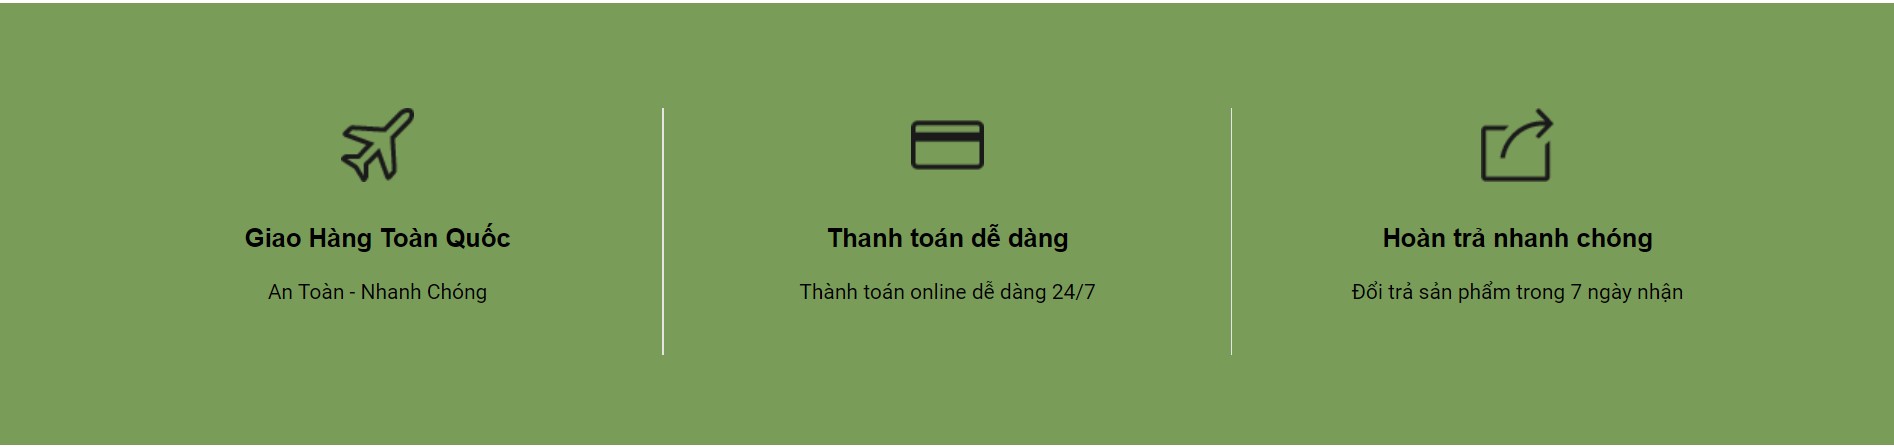 Giao Hàng Toàn Quốc
An Toàn - Nhanh Chóng
Thanh toán dễ dàng
Thành toán online dễ dàng 24/7
Hoàn trả nhanh chóng
Đổi trả sản phẩm trong 7 ngày nhận